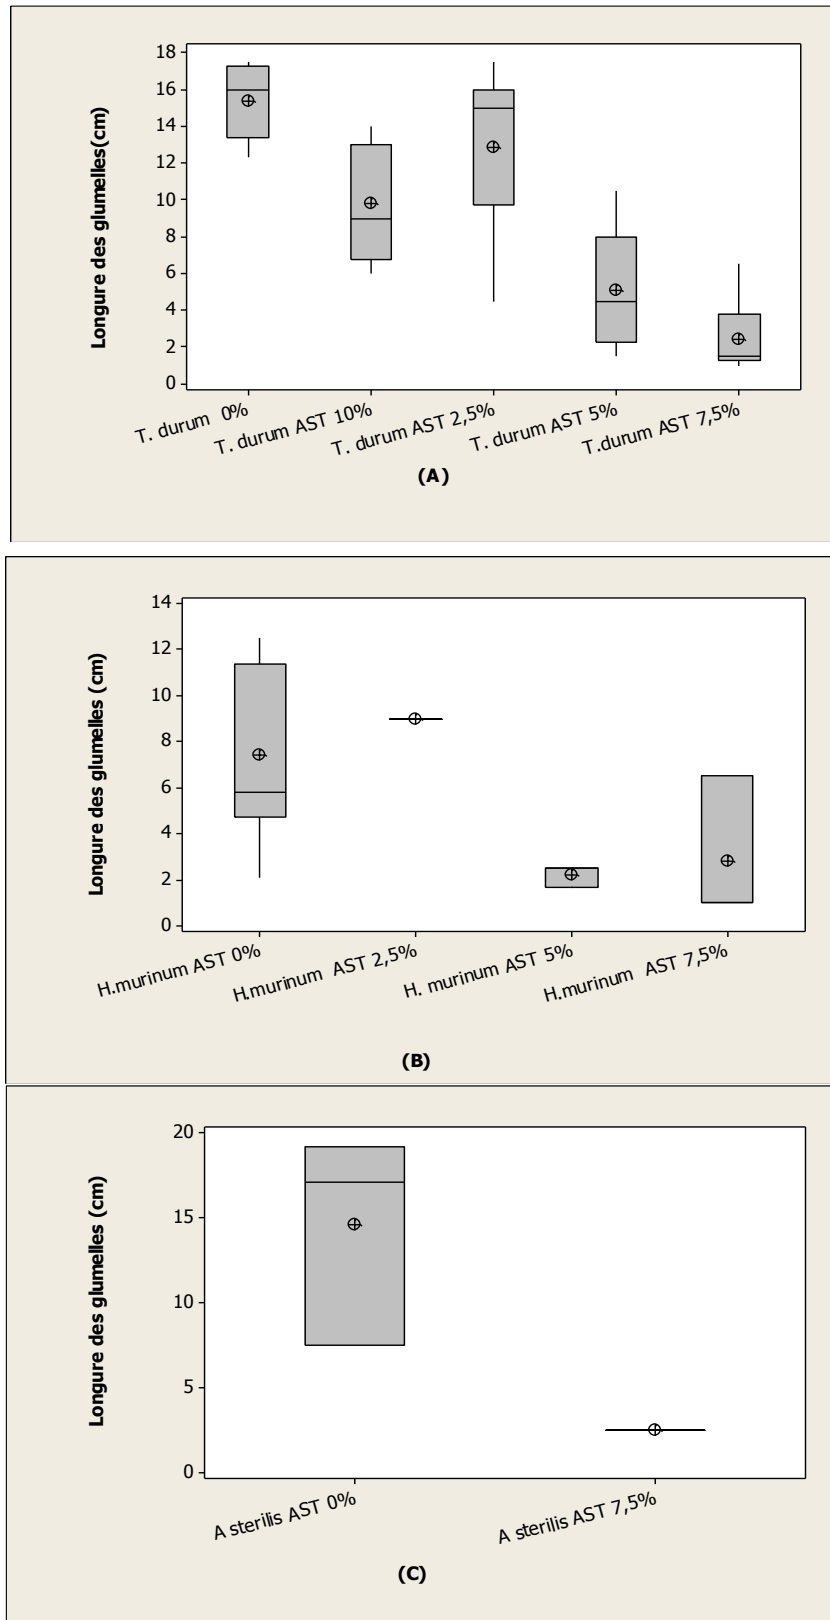 Longure des glumelles(cm)
18
16
14
12
10
8
6
4
2
0
T. durum 0%
T. durum AST 10%
T. durum AST 2,5%
T. durum AST 5%
T.durum AST 7,5%
(A)
Longure des glumelles (cm)
14
12
10
8
6
4
2
0
H.murinum AST 0%
H.murinum AST 2,5%
H. murinum AST 5%
H.murinum AST 7,5%
(B)
Longure des glumelles (cm)
20
15
10
5
0
A sterilis AST 0%
A sterilis AST 7,5%
(C)